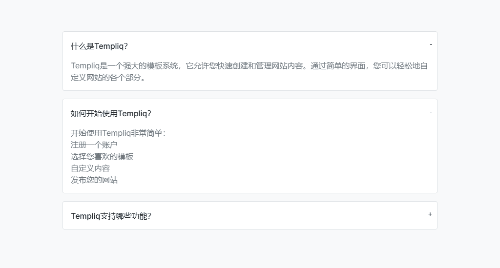 什么是Templiq?
-
Templiq是一个强大的模板系统，它允许您快速创建和管理网站内容。通过简单的界面，您可以轻松地自
定义网站的各个部分。
如何开始使用Templiq?
-
开始使用Templiq非常简单：
注册一个账户
选择您喜欢的模板
自定义内容
发布您的网站
Templiq支持哪些功能?
+